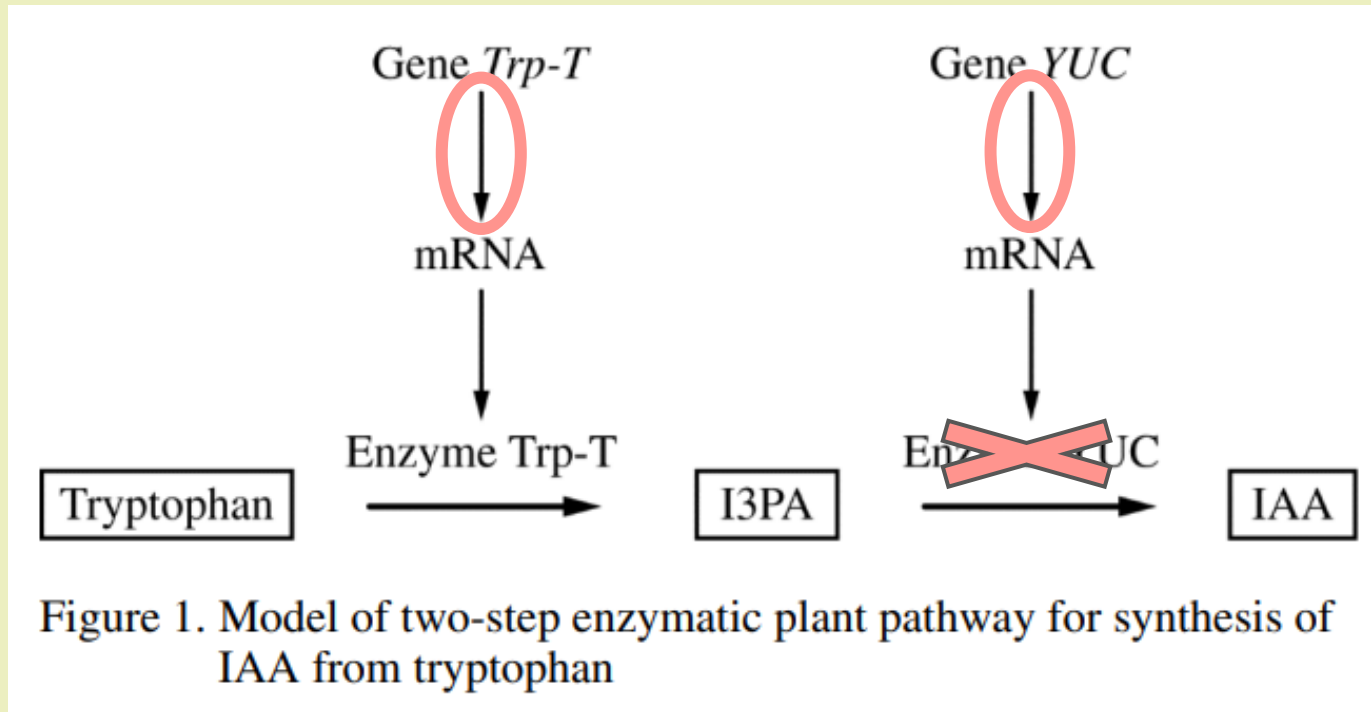 Gene Trp-T
Gene YUC
mRNA
mRNA
Enzyme Trp-T
Tryptophan
I3PA
IAA
Figure 1. Model of two-step enzymatic plant pathway for synthesis of
IAA from tryptophan